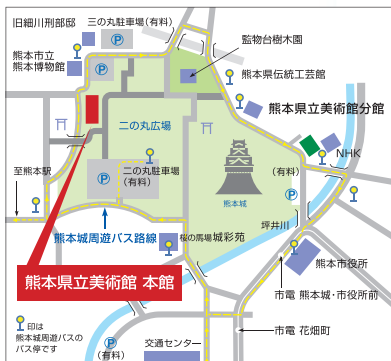 旧細川刑部邸
三の丸駐車場(有料)
P
監物台樹木園
熊本市立
熊本博物館
P
熊本県伝統工芸館
熊本県立美術館分館
二の丸広場
NHK
至熊本駅
P
二の丸駐車場
(有料)
熊本城
(有料)
P
坪井川
熊本城周遊バス路線
桜の馬場城彩苑
熊本県立美術館 本館
熊本市役所
市電 熊本城・市役所前
印は
熊本城周遊バスの
バス停です
P
(有料)
交通センター
市電 花畑町